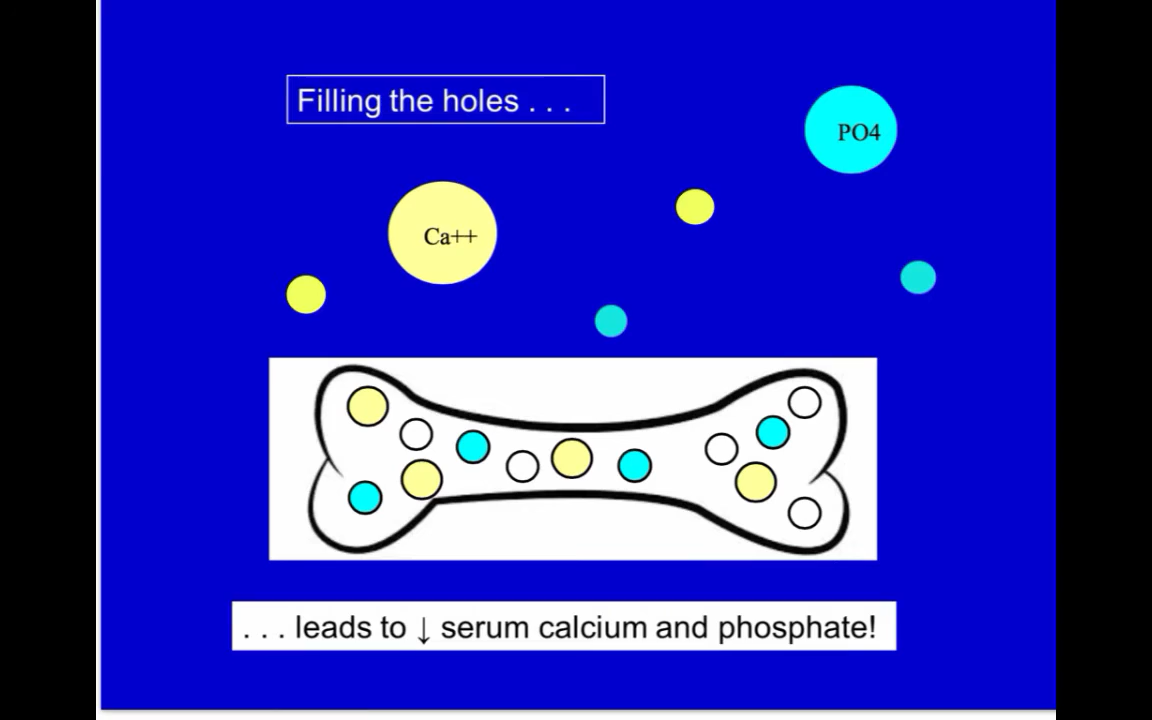 Filling the holes . . .
PO4
Ca++
. . . leads to ↓ serum calcium and phosphate!